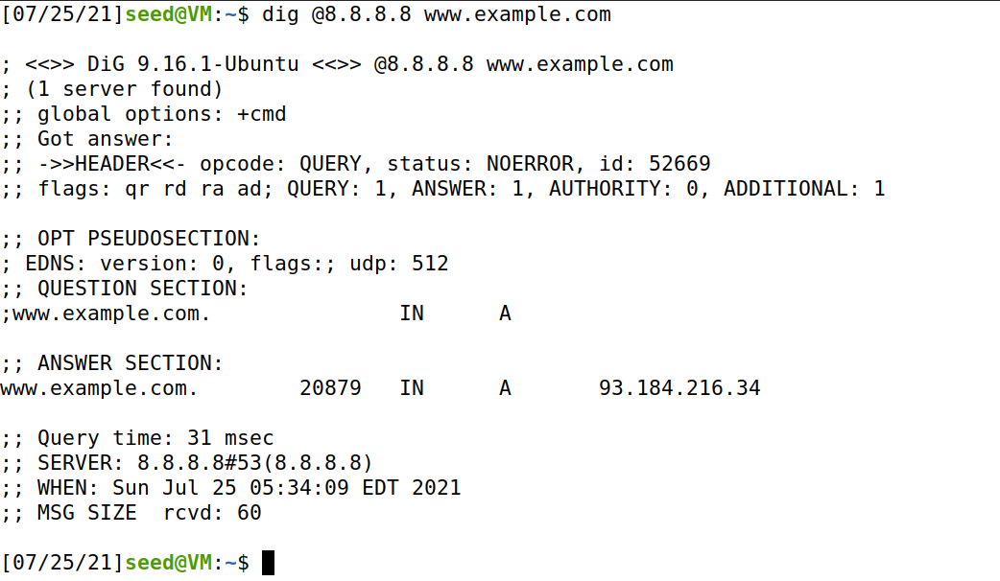 [07/25/21]seed@VM:~$ dig @8.8.8.8 www.example.com
; <<>> DiG 9.16.1-Ubuntu <<>> @8.8.8.8 www.example.com
; (1 server found)
;; global options: +cmd
;; Got answer:
;; ->>HEADER<<- opcode: QUERY, status: NOERROR, id: 52669
;; flags: qr rd ra ad; QUERY: 1, ANSWER: 1, AUTHORITY: 0, ADDITIONAL: 1
;; OPT PSEUDOSECTION:
; EDNS: version: 0, flags:; udp: 512
;; QUESTION SECTION:
;www.example.com.               IN      A
;; ANSWER SECTION:
www.example.com.        20879   IN      A       93.184.216.34
;; Query time: 31 msec
;; SERVER: 8.8.8.8#53(8.8.8.8)
;; WHEN: Sun Jul 25 05:34:09 EDT 2021
;; MSG SIZE  rcvd: 60
[07/25/21]seed@VM:~$